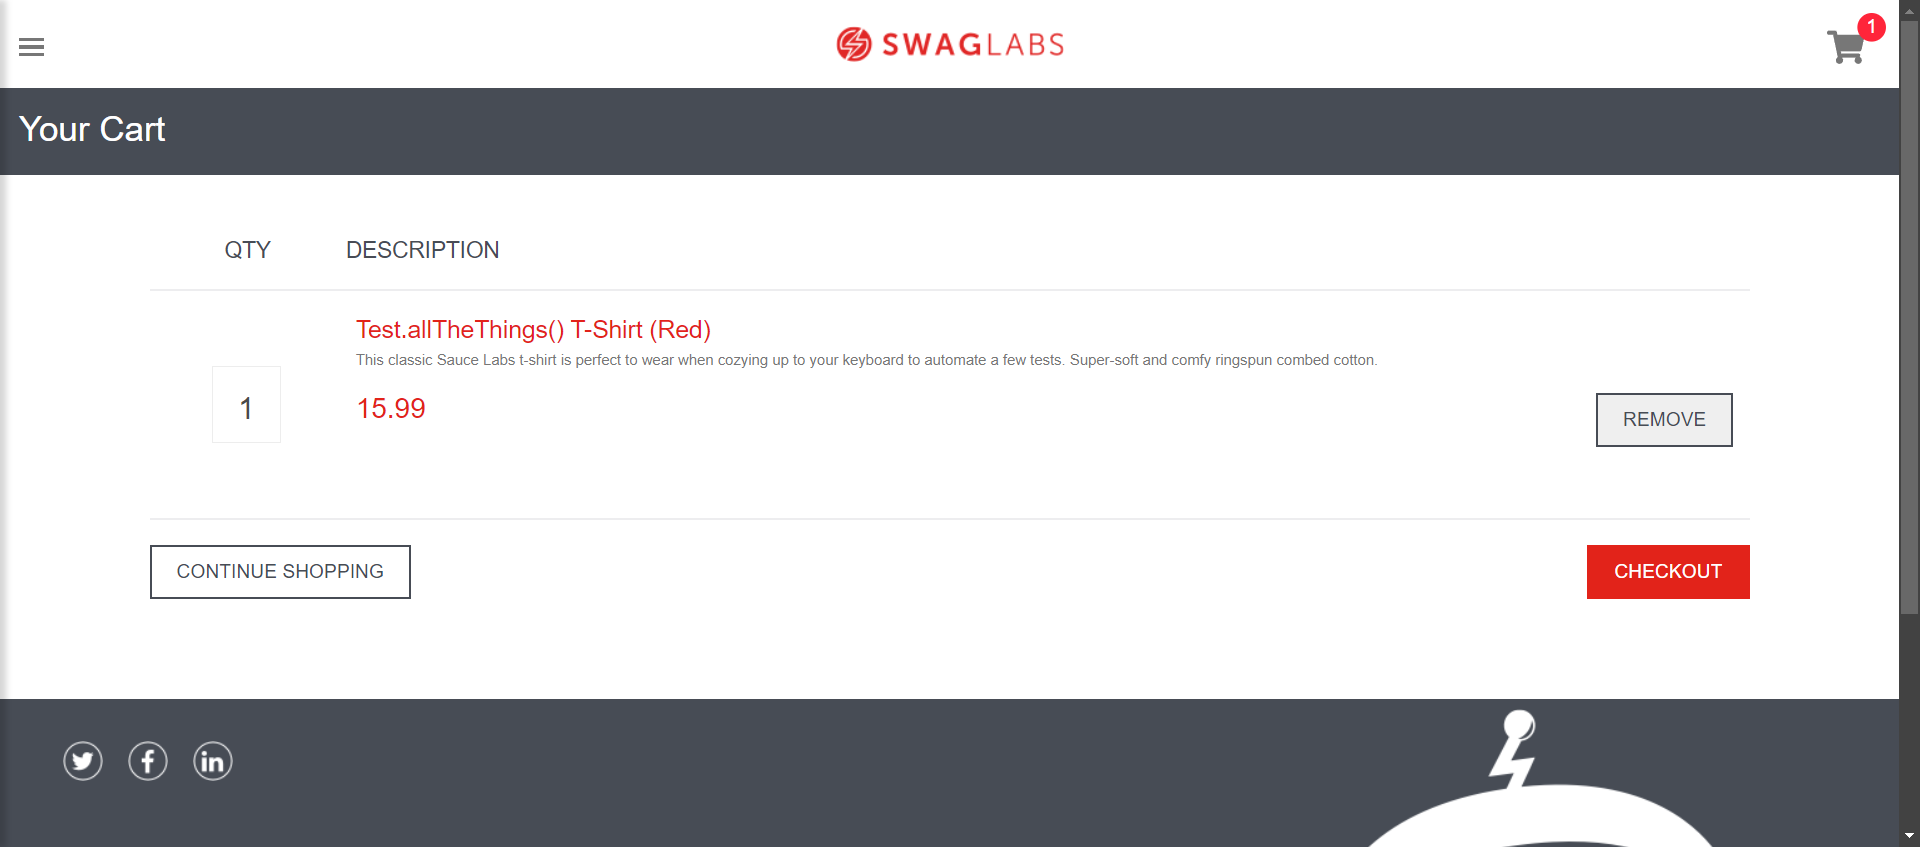 SWAGLABS
1
Your Cart
QTY DESCRIPTION
Test.allTheThings() T-Shirt (Red)
This classic Sauce Labs t-shirt is perfect to wear when cozying up to your keyboard to automate a few tests. Super-soft and comfy ringspun combed cotton.
1
15.99
REMOVE
CONTINUE SHOPPING
CHECKOUT